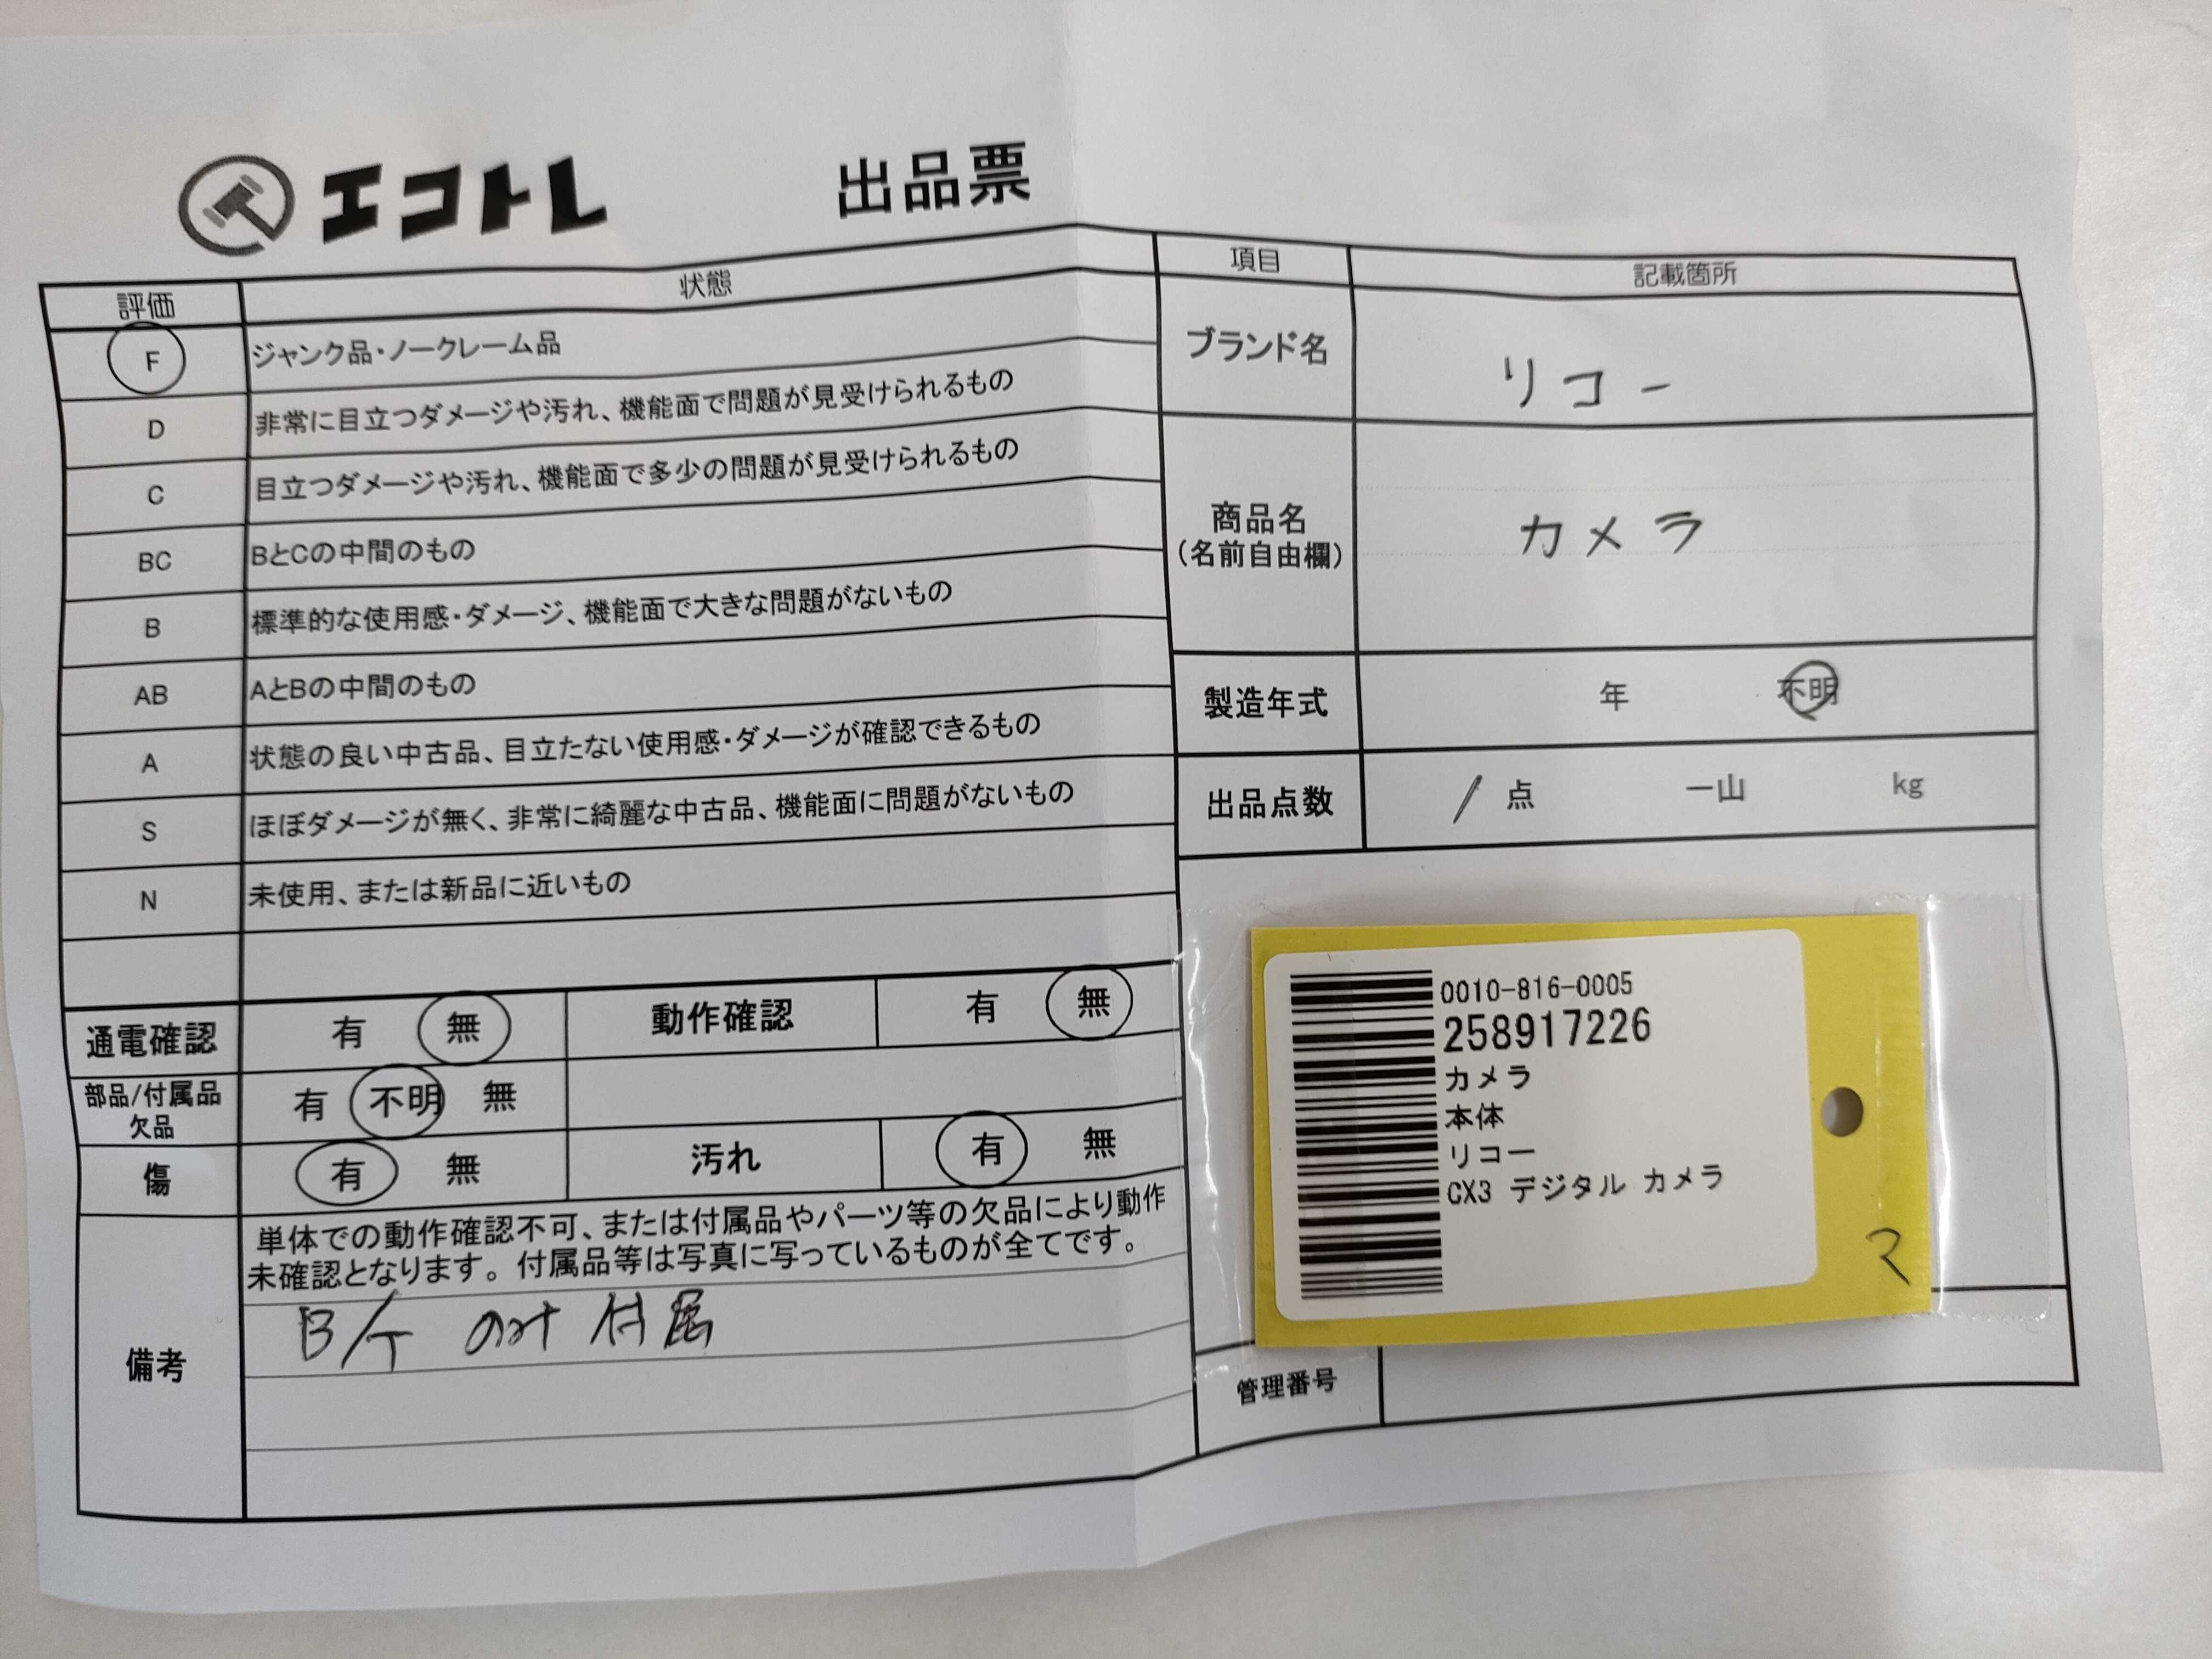 エコトレ 出品票
評価 状態
F ジャンク品・ノークレーム品
D 非常に目立つダメージや汚れ、機能面で問題が見受けられるもの
C 目立つダメージや汚れ、機能面で多少の問題が見受けられるもの
BC BとCの中間のもの
B 標準的な使用感・ダメージ、機能面で大きな問題がないもの
AB AとBの中間のもの
A 状態の良い中古品、目立たない使用感・ダメージが確認できるもの
S ほぼダメージが無く、非常に綺麗な中古品、機能面に問題がないもの
N 未使用、または新品に近いもの
通電確認 有 無 動作確認 有 無
部品/付属品
欠品 有 不明 無
傷 有 無 汚れ 有 無
備考
単体での動作確認不可、または付属品やパーツ等の欠品により動作
未確認となります。付属品等は写真に写っているものが全てです。
B/T のみ 付属
項目 記載箇所
ブランド名 リコー
商品名
(名前自由欄) カメラ
製造年式 年 不明
出品点数 / 点 一山 kg
0010-816-0005
258917226
カメラ
本体
リコー
CX3 デジタル カメラ
マ
管理番号